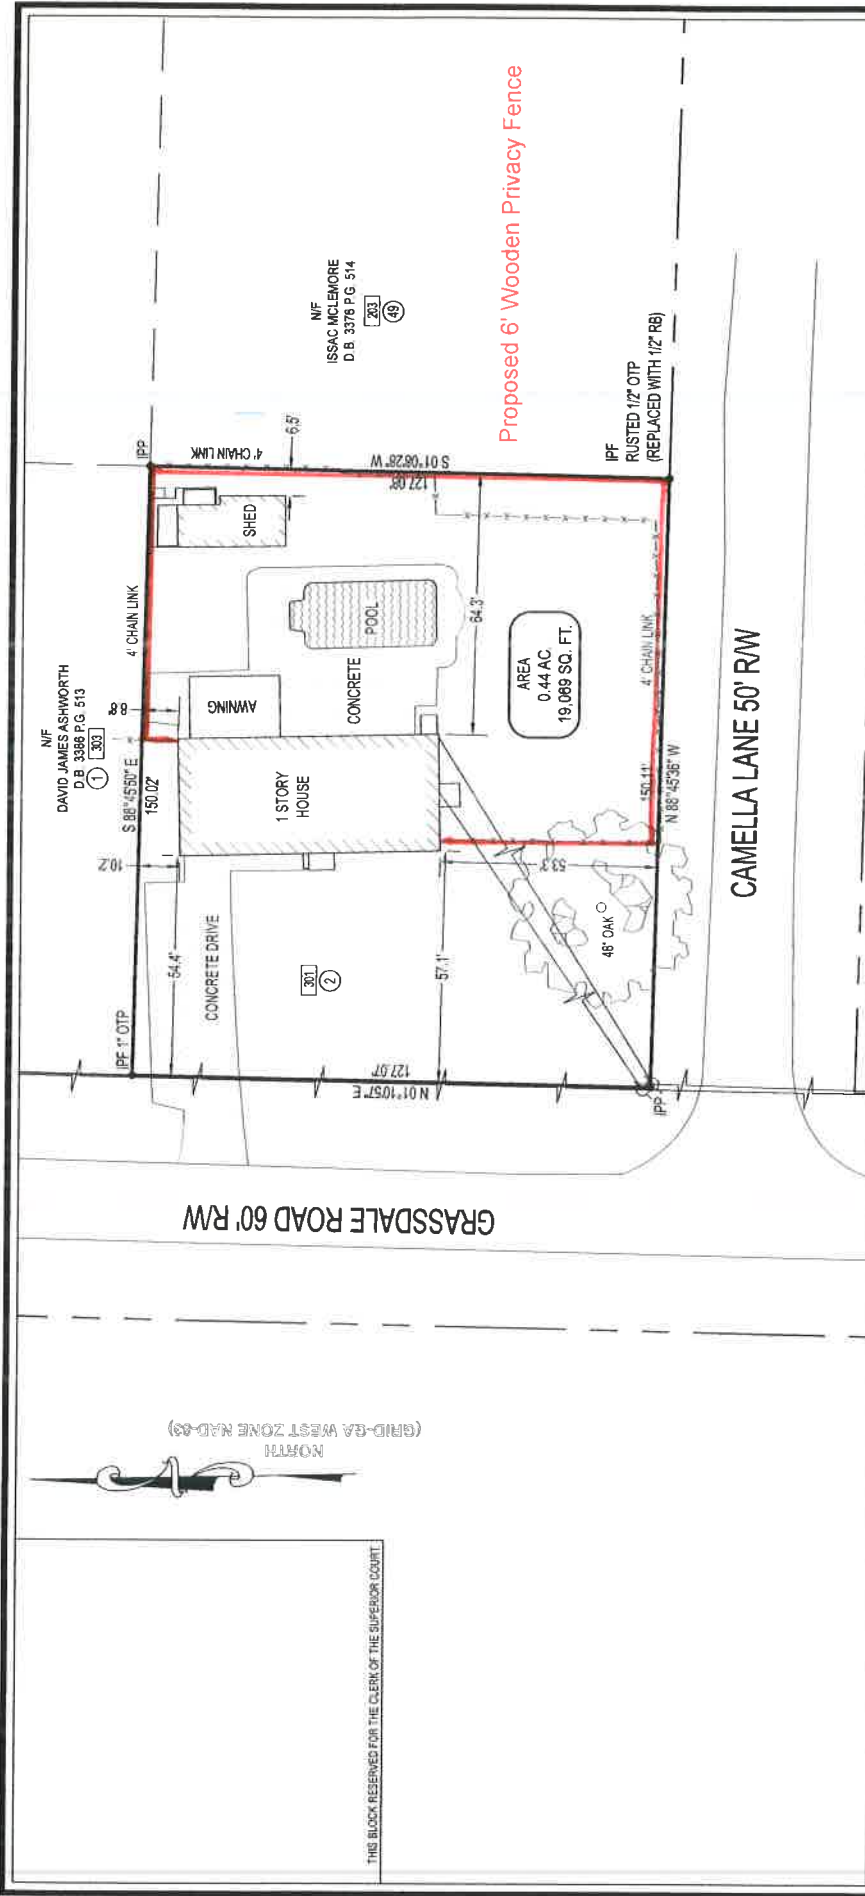 THIS BLOCK RESERVED FOR THE CLERK OF THE SUPERIOR COURT.
NORTH
(GRID-GA WEST ZONE NAD-83)
GRASSDALE ROAD 60' R/W
CAMELLA LANE 50' R/W
IPF 1" OTP
N/F
DAVID JAMES ASHWORTH
D.B. 3386 P.G. 513
1
303
S 88°45'50" E
150.02'
10.2'
8.8'
4' CHAIN LINK
IPP
4' CHAIN LINK
6.5'
N/F
ISSAC MCLEMORE
D.B. 3376 P.G. 514
203
49
Proposed 6' Wooden Privacy Fence
S 01°08'28" W
127.08'
SHED
AWNING
POOL
CONCRETE
1 STORY
HOUSE
CONCRETE DRIVE
54.4'
301
2
57.1'
N 01°10'57" E
127.07'
IPP
53.3'
48" OAK
64.3'
AREA
0.44 AC.
19,069 SQ. FT.
4' CHAIN LINK
150.11'
N 88°45'36" W
IPF
RUSTED 1/2" OTP
(REPLACED WITH 1/2" RB)